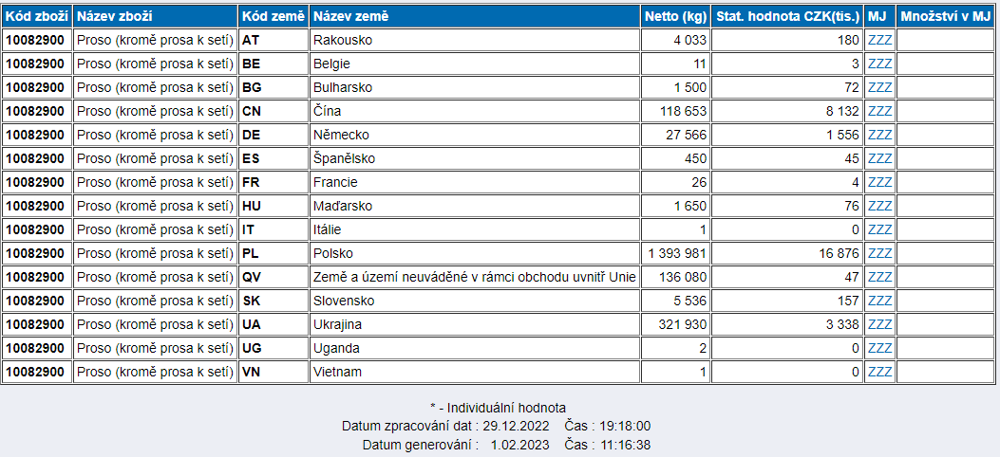 Kód zboží Název zboží Kód země Název země Netto (kg) Stat. hodnota CZK(tis.) MJ Množství v MJ
10082900 Proso (kromě prosa k setí) AT Rakousko 4 033 180 ZZZ
10082900 Proso (kromě prosa k setí) BE Belgie 11 3 ZZZ
10082900 Proso (kromě prosa k setí) BG Bulharsko 1 500 72 ZZZ
10082900 Proso (kromě prosa k setí) CN Čína 118 653 8 132 ZZZ
10082900 Proso (kromě prosa k setí) DE Německo 27 566 1 556 ZZZ
10082900 Proso (kromě prosa k setí) ES Španělsko 450 45 ZZZ
10082900 Proso (kromě prosa k setí) FR Francie 26 4 ZZZ
10082900 Proso (kromě prosa k setí) HU Maďarsko 1 650 76 ZZZ
10082900 Proso (kromě prosa k setí) IT Itálie 1 0 ZZZ
10082900 Proso (kromě prosa k setí) PL Polsko 1 393 981 16 876 ZZZ
10082900 Proso (kromě prosa k setí) QV Země a území neuváděné v rámci obchodu uvnitř Unie 136 080 47 ZZZ
10082900 Proso (kromě prosa k setí) SK Slovensko 5 536 157 ZZZ
10082900 Proso (kromě prosa k setí) UA Ukrajina 321 930 3 338 ZZZ
10082900 Proso (kromě prosa k setí) UG Uganda 2 0 ZZZ
10082900 Proso (kromě prosa k setí) VN Vietnam 1 0 ZZZ
* - Individuální hodnota
Datum zpracování dat : 29.12.2022 Čas : 19:18:00
Datum generování : 1.02.2023 Čas : 11:16:38